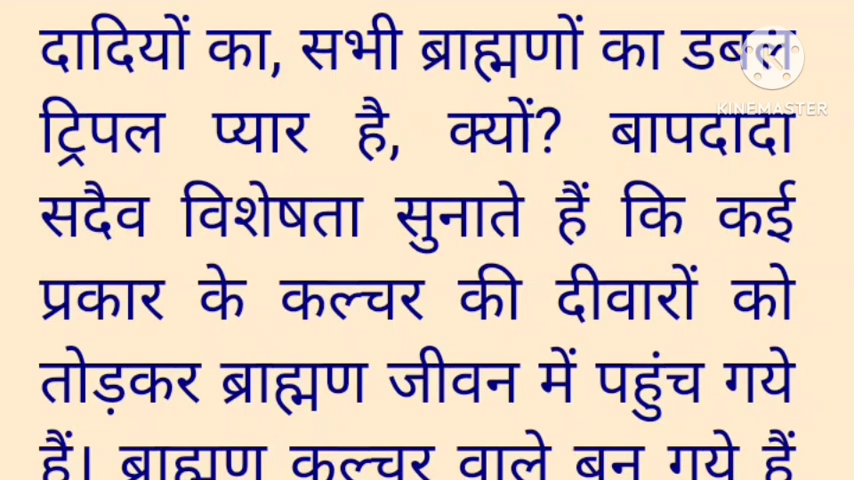 दादियों का, सभी ब्राह्मणों का डबल
KINEMASTER
ट्रिपल प्यार है, क्यों? बापदादा
सदैव विशेषता सुनाते हैं कि कई
प्रकार के कल्चर की दीवारों को
तोड़कर ब्राह्मण जीवन में पहुंच गये
हैं। ब्राह्मण कल्चर वाले बन गये हैं